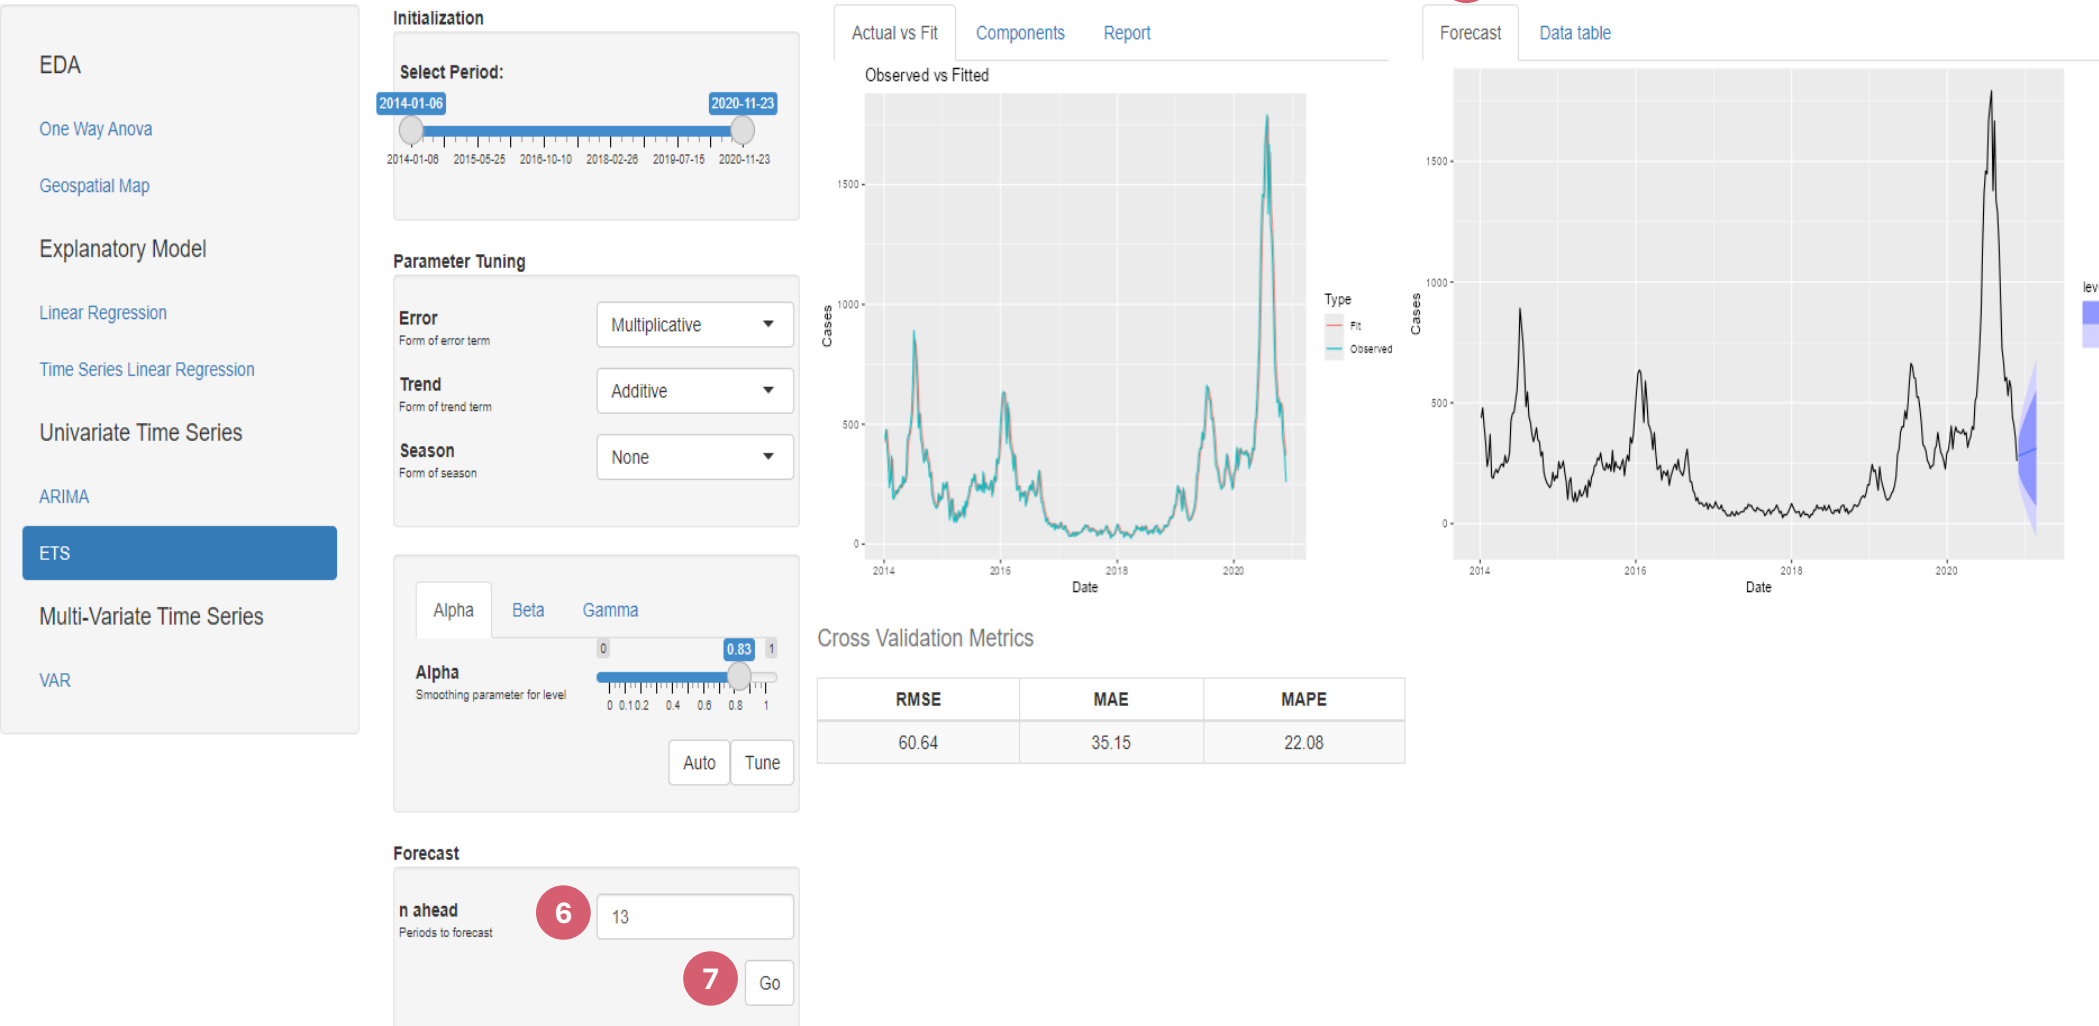 EDA
One Way Anova
Geospatial Map
Explanatory Model
Linear Regression
Time Series Linear Regression
Univariate Time Series
ARIMA
ETS
Multi-Variate Time Series
VAR
Initialization
Select Period:
2014-01-06 2020-11-23
2014-01-06 2015-05-25 2016-10-10 2018-02-26 2019-07-15 2020-11-23
Parameter Tuning
Error
Form of error term
Multiplicative
Trend
Form of trend term
Additive
Season
Form of season
None
Alpha Beta Gamma
0 0.83 1
Alpha
Smoothing parameter for level
0 0.1 0.2 0.4 0.6 0.8 1
Auto Tune
Forecast
n ahead
Periods to forecast
6
13
7
Go
Actual vs Fit Components Report
Observed vs Fitted
Cases
1500
1000
500
0
2014 2016 2018 2020
Date
Type
Fit
Observed
Cross Validation Metrics
RMSE MAE MAPE
60.64 35.15 22.08
Forecast Data table
Cases
1500
1000
500
0
2014 2016 2018 2020
Date
lev